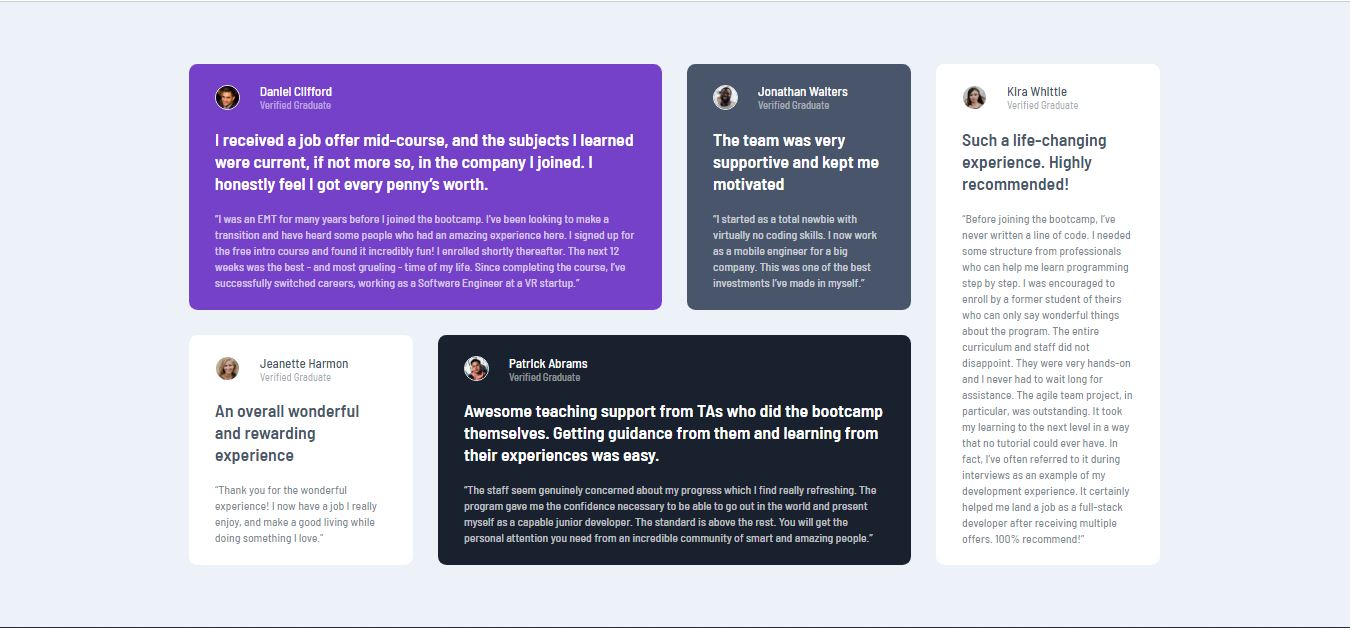 Daniel Clifford
Verified Graduate
I received a job offer mid-course, and the subjects I learned
were current, if not more so, in the company I joined. I
honestly feel I got every penny’s worth.
“I was an EMT for many years before I joined the bootcamp. I’ve been looking to make a
transition and have heard some people who had an amazing experience here. I signed up for
the free intro course and found it incredibly fun! I enrolled shortly thereafter. The next 12
weeks was the best - and most grueling - time of my life. Since completing the course, I’ve
successfully switched careers, working as a Software Engineer at a VR startup.”
Jonathan Walters
Verified Graduate
The team was very
supportive and kept me
motivated
“I started as a total newbie with
virtually no coding skills. I now work
as a mobile engineer for a big
company. This was one of the best
investments I’ve made in myself.”
Kira Whittle
Verified Graduate
Such a life-changing
experience. Highly
recommended!
“Before joining the bootcamp, I’ve
never written a line of code. I needed
some structure from professionals
who can help me learn programming
step by step. I was encouraged to
enroll by a former student of theirs
who can only say wonderful things
about the program. The entire
curriculum and staff did not
disappoint. They were very hands-on
and I never had to wait long for
assistance. The agile team project, in
particular, was outstanding. It took
my learning to the next level in a way
that no tutorial could ever have. In
fact, I’ve often referred to it during
interviews as an example of my
development experience. It certainly
helped me land a job as a full-stack
developer after receiving multiple
offers. 100% recommend!”
Jeanette Harmon
Verified Graduate
An overall wonderful
and rewarding
experience
“Thank you for the wonderful
experience! I now have a job I really
enjoy, and make a good living while
doing something I love.”
Patrick Abrams
Verified Graduate
Awesome teaching support from TAs who did the bootcamp
themselves. Getting guidance from them and learning from
their experiences was easy.
“The staff seem genuinely concerned about my progress which I find really refreshing. The
program gave me the confidence necessary to be able to go out in the world and present
myself as a capable junior developer. The standard is above the rest. You will get the
personal attention you need from an incredible community of smart and amazing people.”